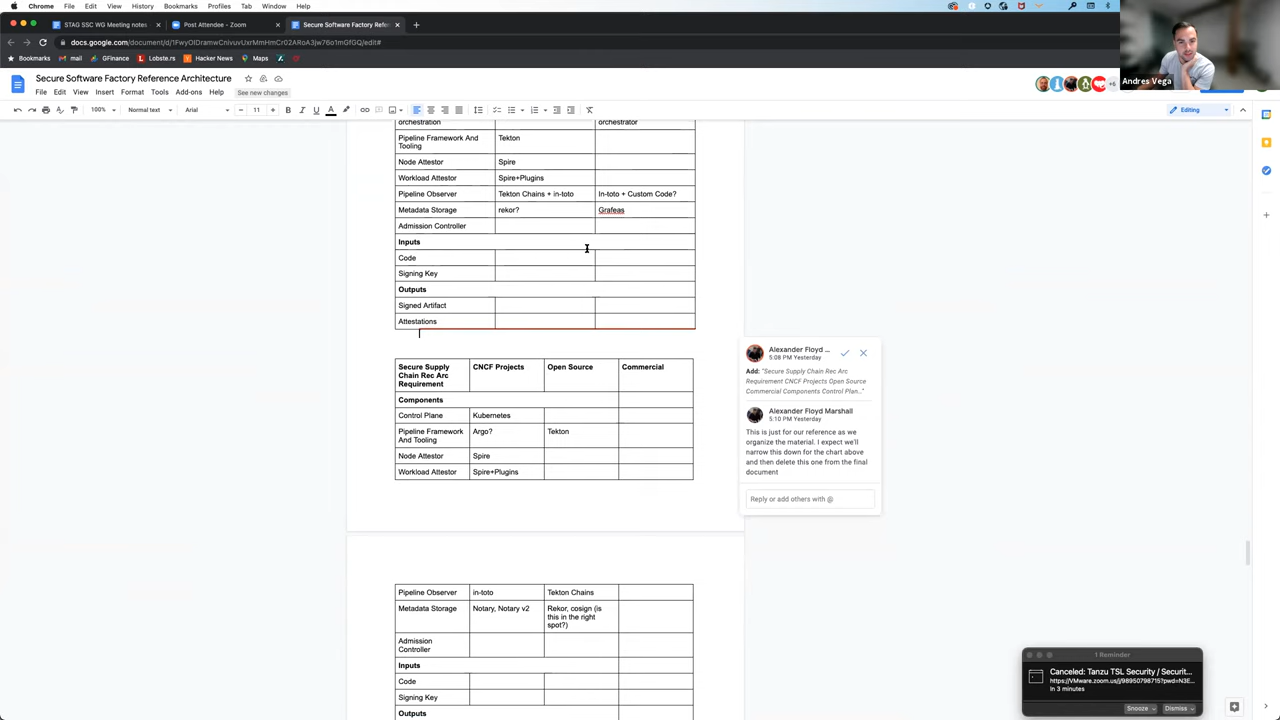 Chrome File Edit View History Bookmarks Profiles Tab Window Help
STAG SSC WG Meeting notes
Post Attendee - Zoom
Secure Software Factory Reference Architecture
Bookmarks mail GFinance Lobste.rs Hacker News Maps
Secure Software Factory Reference Architecture
File Edit View Insert Format Tools Add-ons Help See new changes
+6
Andres Vega
100% Normal text Arial 11 B I U A Editing
orchestration orchestrator
Pipeline Framework And Tekton
Tooling
Node Attestor Spire
Workload Attestor Spire+Plugins
Pipeline Observer Tekton Chains + in-toto In-toto + Custom Code?
Metadata Storage rekor? Grafeas
Admission Controller
Inputs
Code
Signing Key
Outputs
Signed Artifact
Attestations
Secure Supply CNCF Projects Open Source Commercial
Chain Rec Arc
Requirement
Components
Control Plane Kubernetes
Pipeline Framework Argo? Tekton
And Tooling
Node Attestor Spire
Workload Attestor Spire+Plugins
Alexander Floyd ...
5:08 PM Yesterday
Add: "Secure Supply Chain Rec Arc
Requirement CNCF Projects Open Source
Commercial Components Control Plan..."
Alexander Floyd Marshall
5:10 PM Yesterday
This is just for our reference as we
organize the material. I expect we'll
narrow this down for the chart above
and then delete this one from the final
document
Reply or add others with @
Pipeline Observer in-toto Tekton Chains
Metadata Storage Notary, Notary v2 Rekor, cosign (is
this in the right
spot?)
Admission
Controller
Inputs
Code
Signing Key
Outputs
1 Reminder
Canceled: Tanzu TSL Security / Securit...
In 3 minutes
Snooze Dismiss